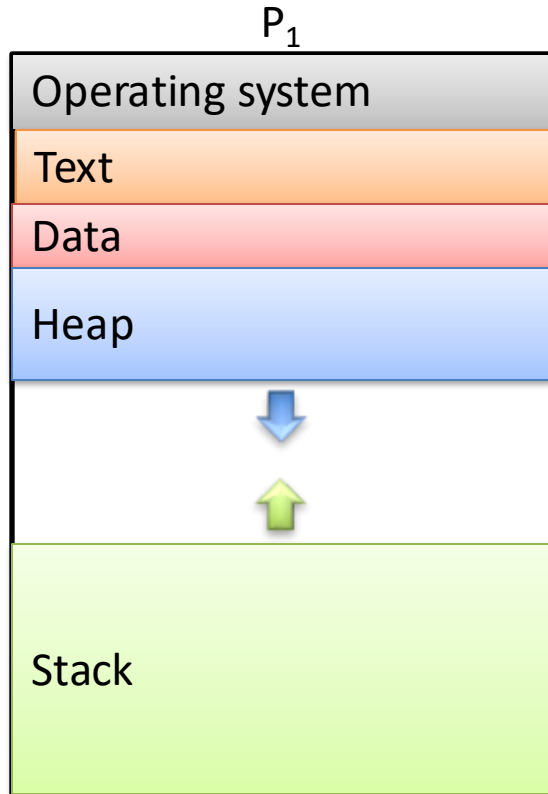 P₁
Operating system
Text
Data
Heap
Stack